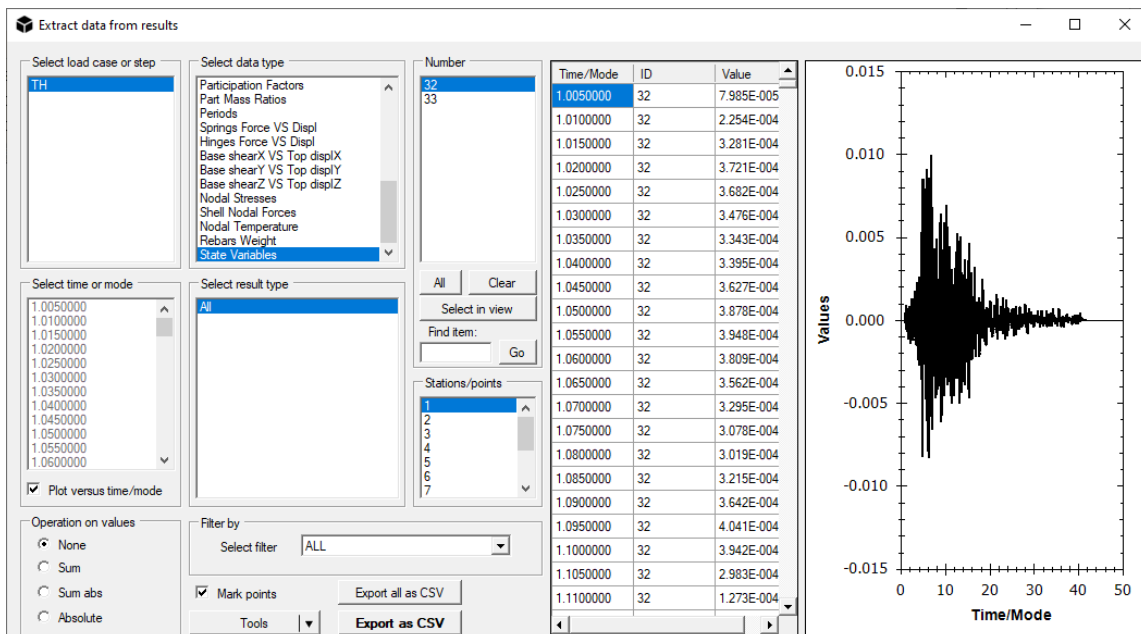 Extract data from results
Select load case or step
TH
Select data type
Participation Factors
Part Mass Ratios
Periods
Springs Force VS Displ
Hinges Force VS Displ
Base shearX VS Top displX
Base shearY VS Top displY
Base shearZ VS Top displZ
Nodal Stresses
Shell Nodal Forces
Nodal Temperature
Rebars Weight
State Variables
Number
32
33
All Clear
Select in view
Find item:
Go
Select time or mode
1.0050000
1.0100000
1.0150000
1.0200000
1.0250000
1.0300000
1.0350000
1.0400000
1.0450000
1.0500000
1.0550000
1.0600000
Plot versus time/mode
Select result type
All
Stations/points
1
2
3
4
5
6
7
Operation on values
None
Sum
Sum abs
Absolute
Filter by
Select filter ALL
Mark points
Export all as CSV
Tools
Export as CSV
Time/Mode ID Value
1.0050000 32 7.985E-005
1.0100000 32 2.254E-004
1.0150000 32 3.281E-004
1.0200000 32 3.721E-004
1.0250000 32 3.682E-004
1.0300000 32 3.476E-004
1.0350000 32 3.343E-004
1.0400000 32 3.395E-004
1.0450000 32 3.627E-004
1.0500000 32 3.878E-004
1.0550000 32 3.948E-004
1.0600000 32 3.809E-004
1.0650000 32 3.562E-004
1.0700000 32 3.295E-004
1.0750000 32 3.078E-004
1.0800000 32 3.019E-004
1.0850000 32 3.215E-004
1.0900000 32 3.642E-004
1.0950000 32 4.041E-004
1.1000000 32 3.942E-004
1.1050000 32 2.983E-004
1.1100000 32 1.273E-004
0.015
0.010
0.005
0.000
-0.005
-0.010
-0.015
Values
0 10 20 30 40 50
Time/Mode